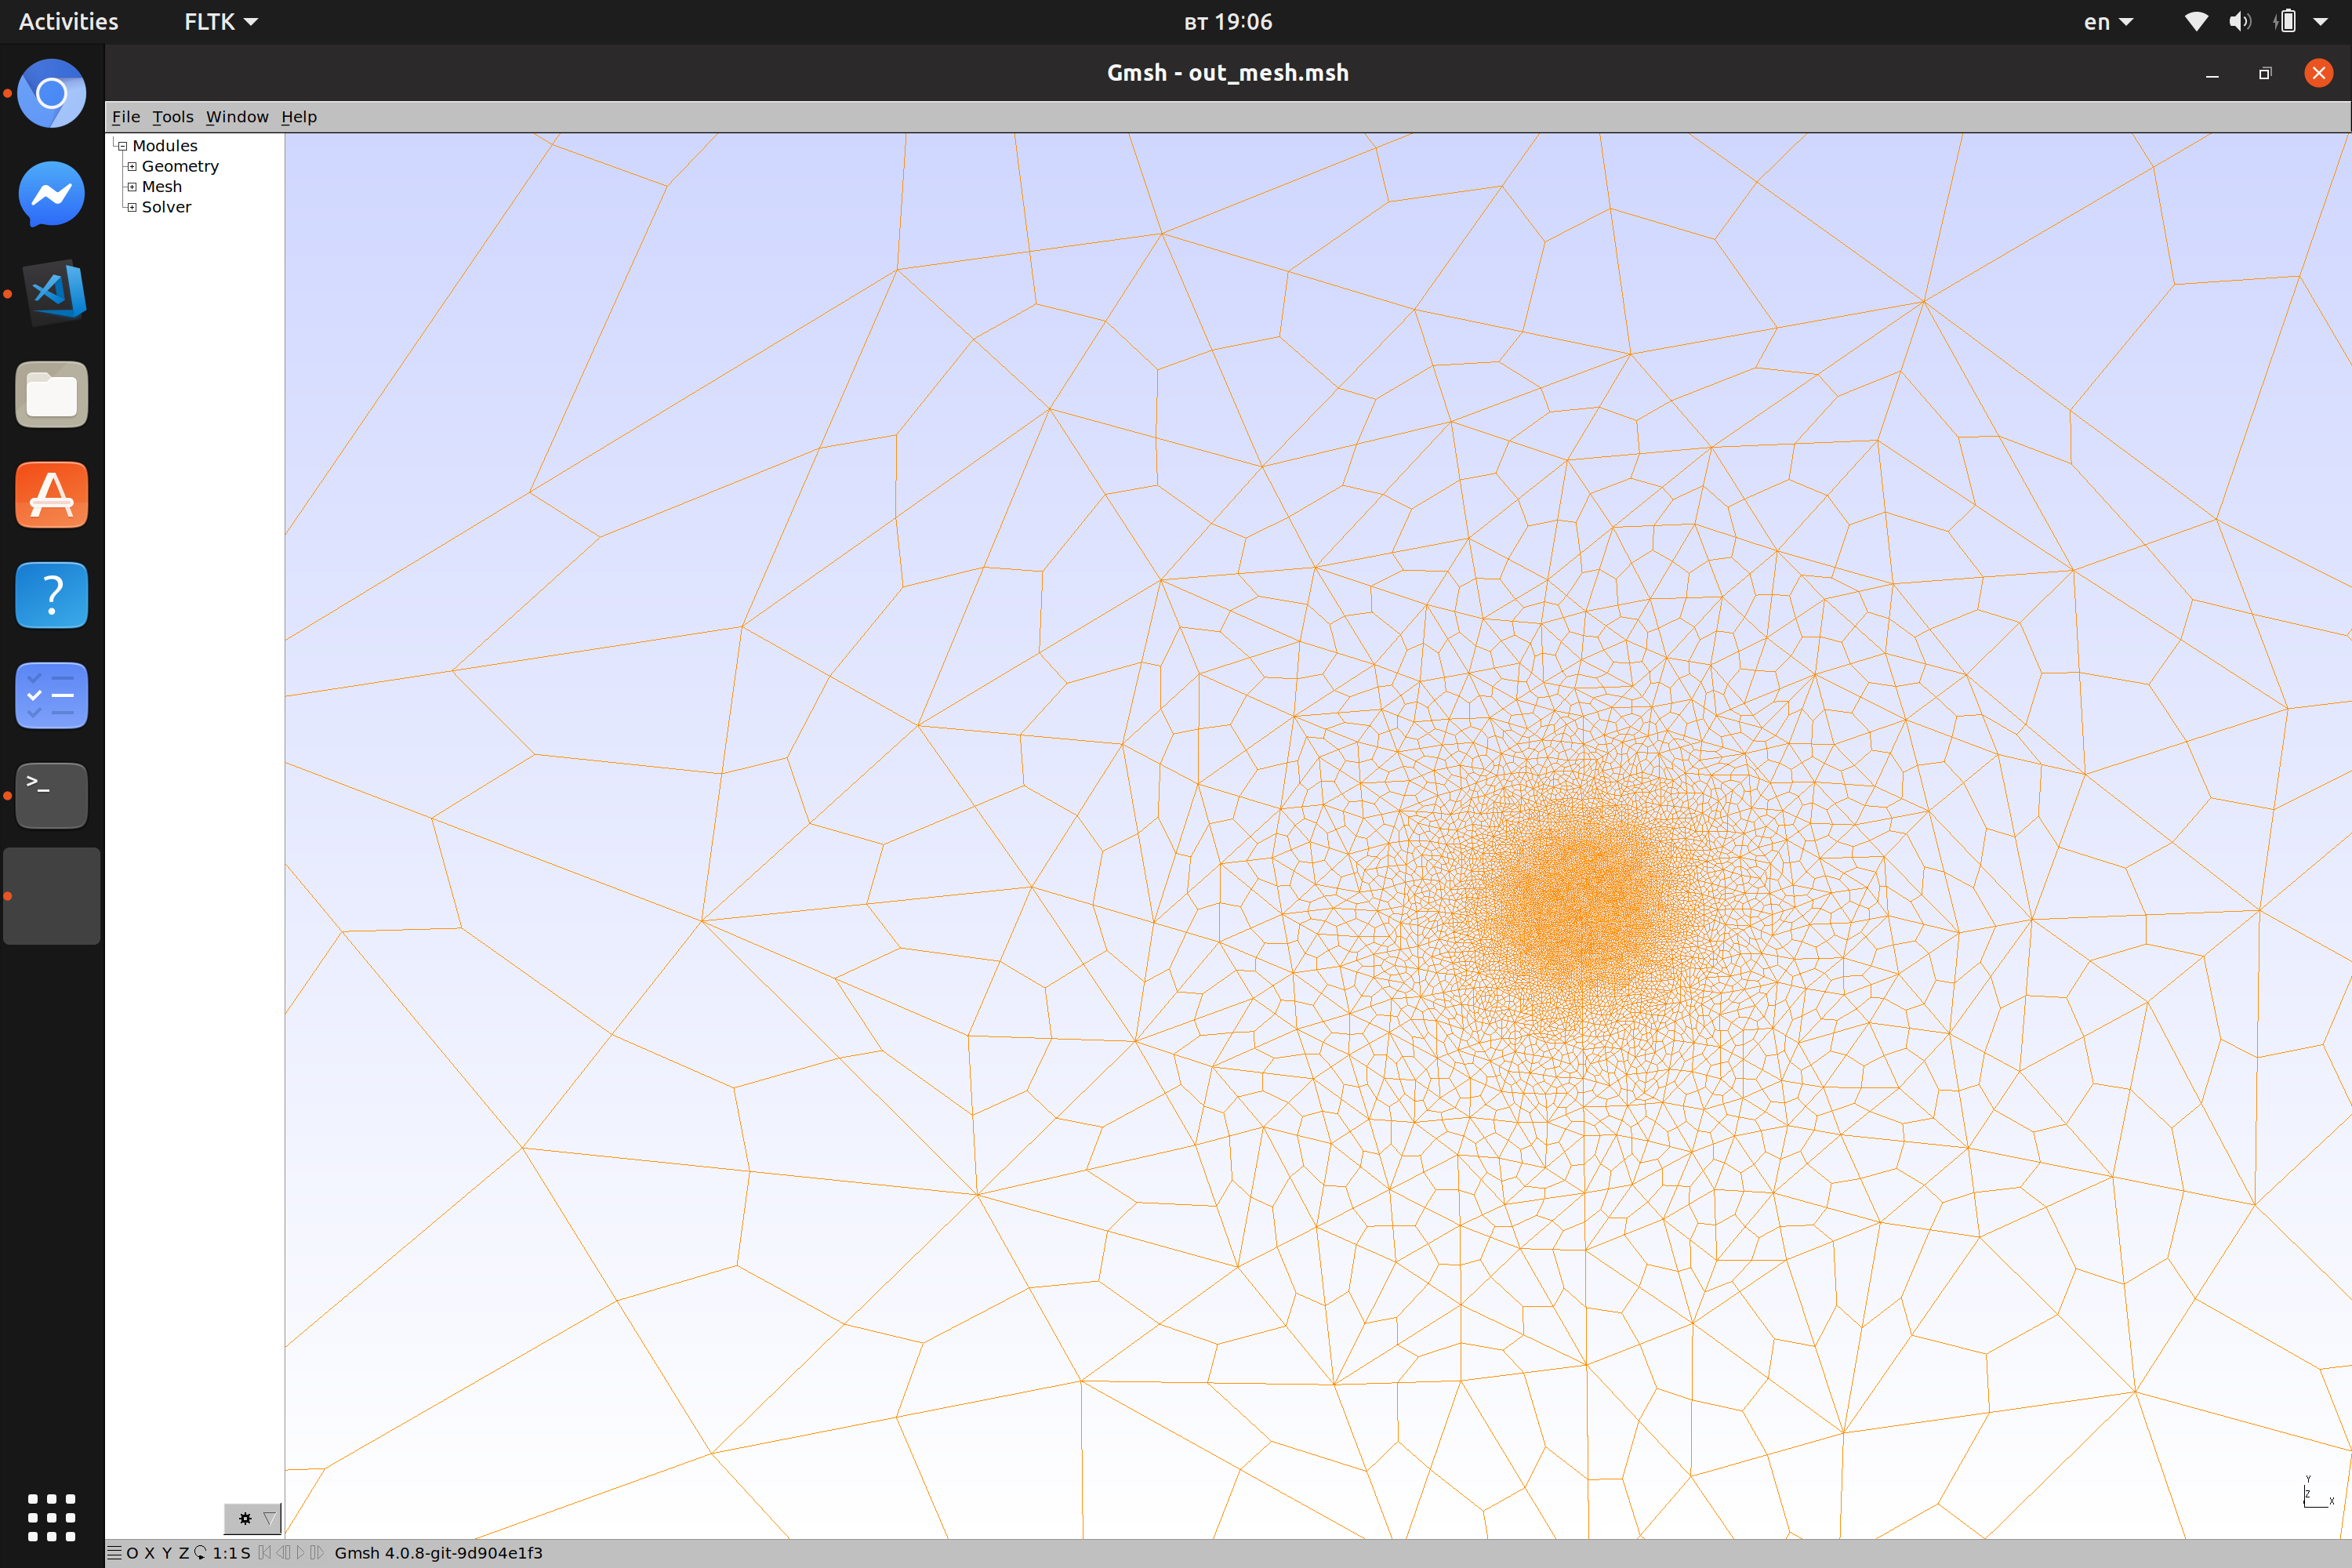 Activities FLTK вт 19:06 en
Gmsh - out_mesh.msh
File Tools Window Help
Modules
Geometry
Mesh
Solver
?
>_
Y
Z X
O X Y Z 1:1 S Gmsh 4.0.8-git-9d904e1f3